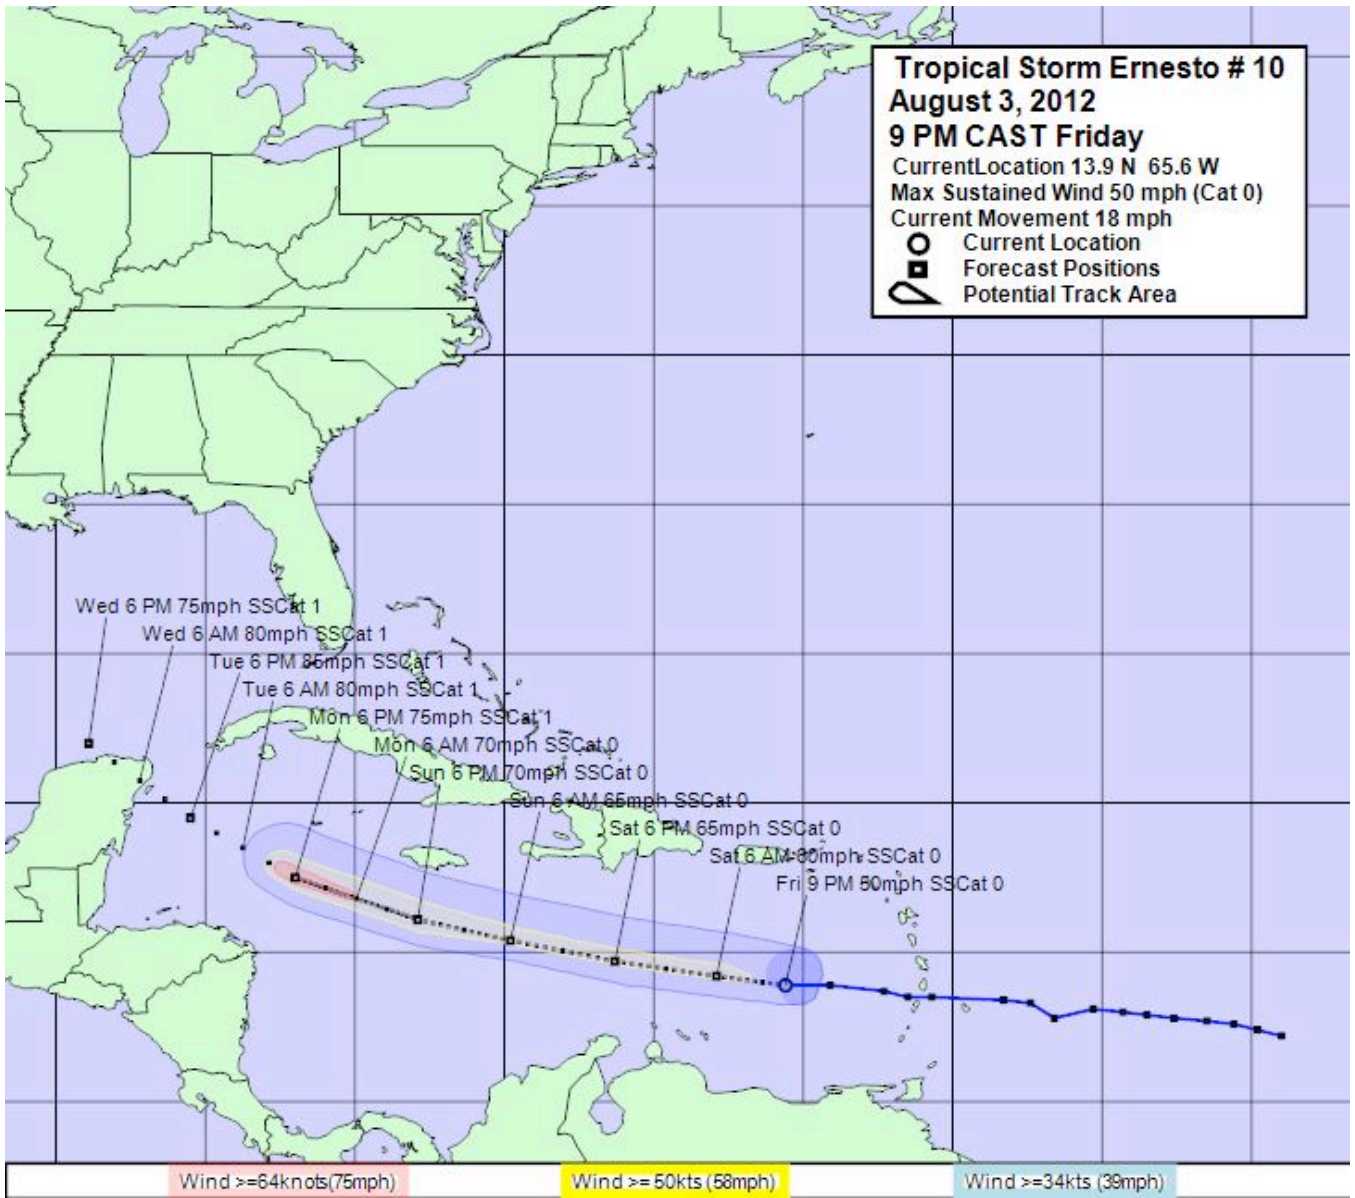 Tropical Storm Ernesto # 10
August 3, 2012
9 PM CAST Friday
CurrentLocation 13.9 N 65.6 W
Max Sustained Wind 50 mph (Cat 0)
Current Movement 18 mph
Current Location
Forecast Positions
Potential Track Area
Wed 6 PM 75mph SSCat 1
Wed 6 AM 80mph SSCat 1
Tue 6 PM 85mph SSCat 1
Tue 6 AM 80mph SSCat 1
Mon 6 PM 75mph SSCat 1
Mon 6 AM 70mph SSCat 0
Sun 6 PM 70mph SSCat 0
Sun 6 AM 65mph SSCat 0
Sat 6 PM 65mph SSCat 0
Sat 6 AM 60mph SSCat 0
Fri 9 PM 50mph SSCat 0
Wind >=64knots(75mph)
Wind >= 50kts (58mph)
Wind >=34kts (39mph)